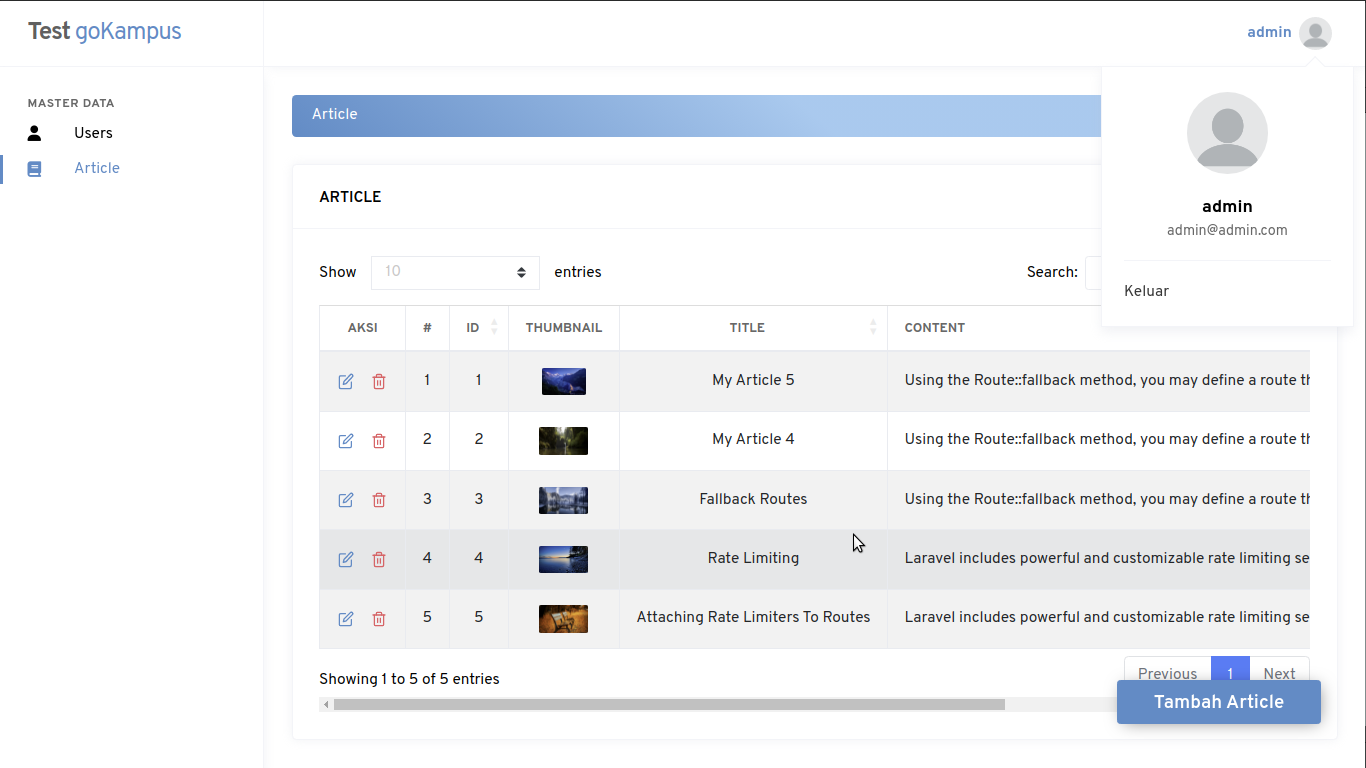 Test goKampus
admin
MASTER DATA
Users
Article
Article
admin
admin@admin.com
Keluar
ARTICLE
Show 10 entries
Search:
AKSI # ID THUMBNAIL TITLE CONTENT
1 1 My Article 5 Using the Route::fallback method, you may define a route th
2 2 My Article 4 Using the Route::fallback method, you may define a route th
3 3 Fallback Routes Using the Route::fallback method, you may define a route th
4 4 Rate Limiting Laravel includes powerful and customizable rate limiting se
5 5 Attaching Rate Limiters To Routes Laravel includes powerful and customizable rate limiting se
Showing 1 to 5 of 5 entries
Previous 1 Next
Tambah Article